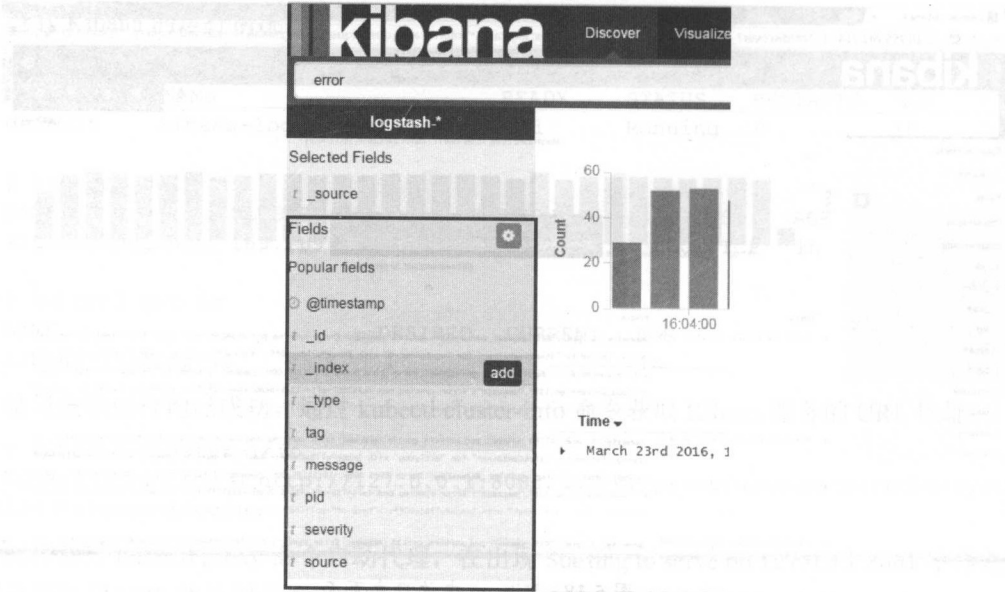 kibana
Discover Visualize
error
logstash-*
Selected Fields
t _source
Fields
Popular fields
@timestamp
t _id
t _index add
t _type
t tag
t message
t pid
t severity
t source
60
40
20
0
Count
16:04:00
Time
March 23rd 2016, 1